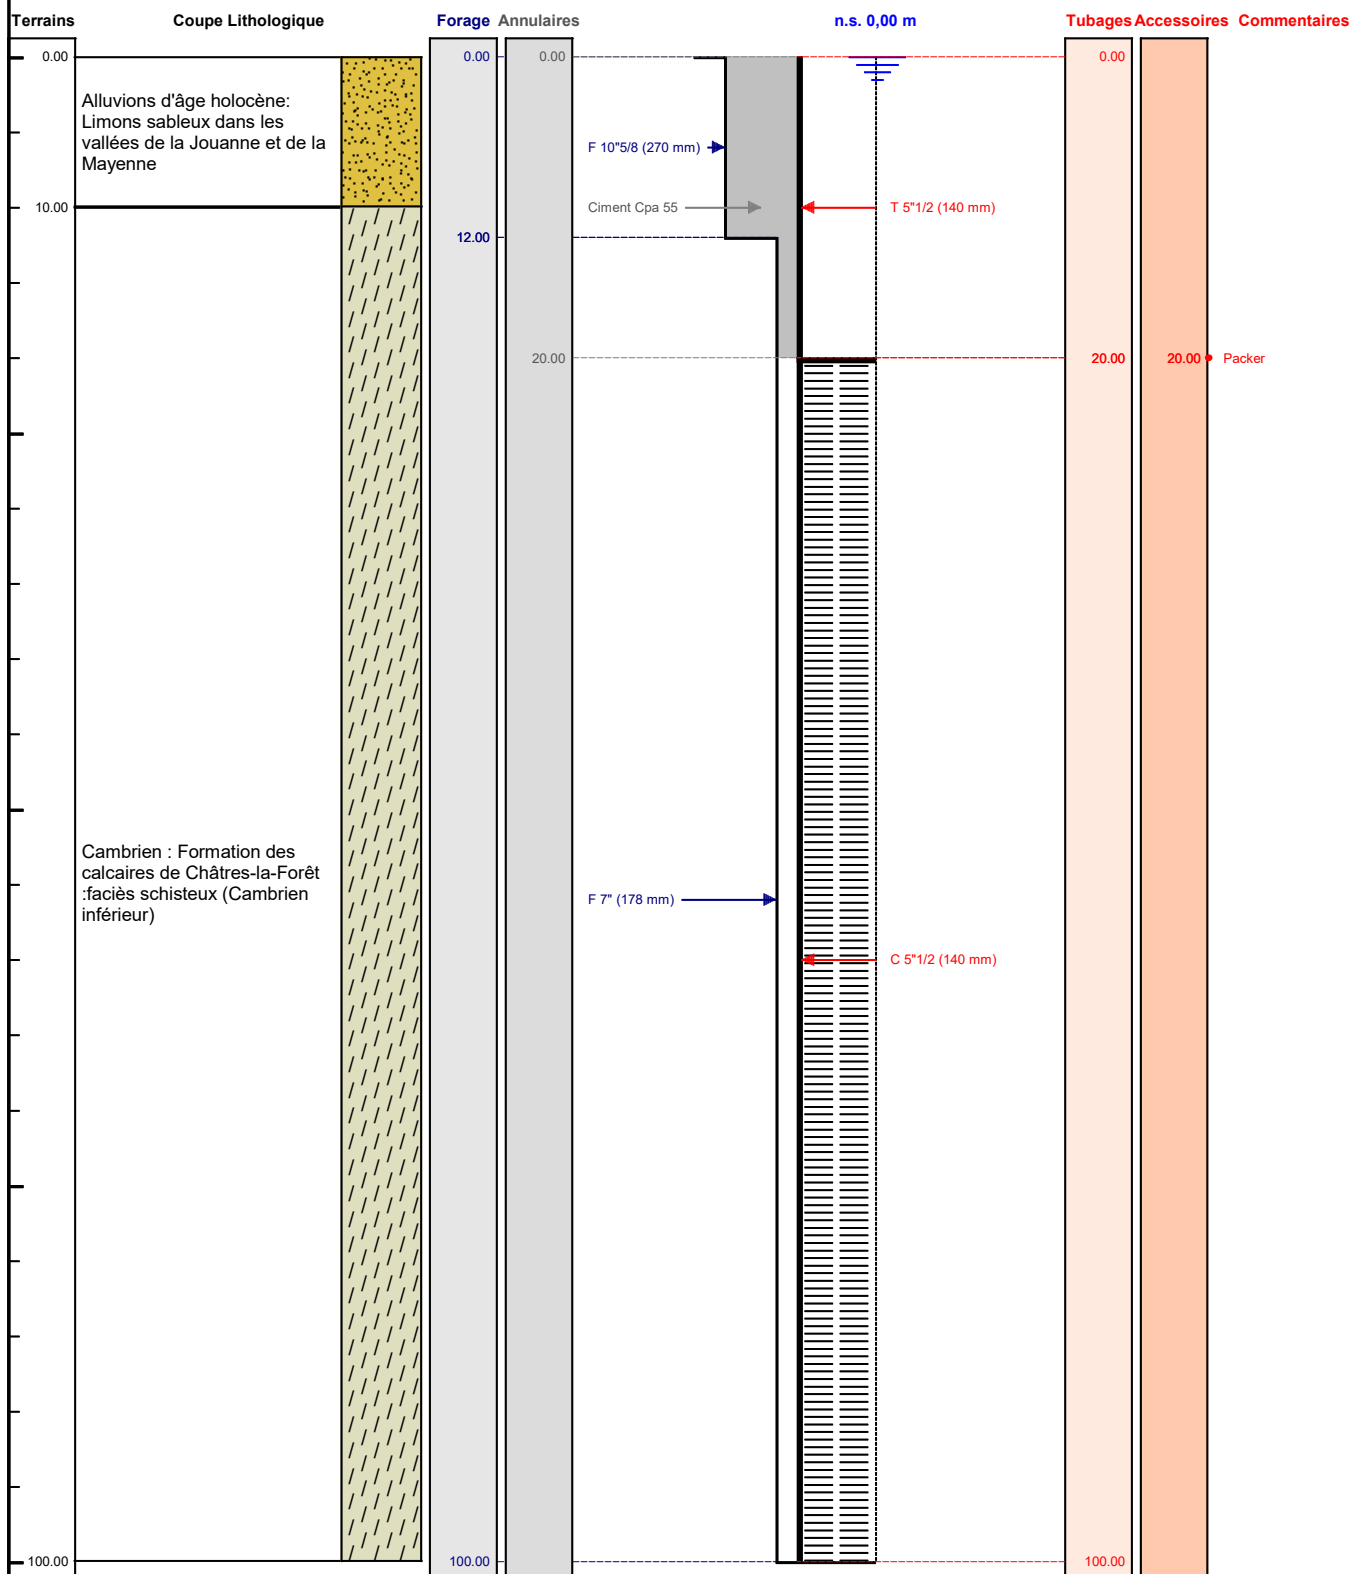 Terrains Coupe Lithologique Forage Annulaires n.s. 0,00 m Tubages Accessoires Commentaires
0.00 0.00 0.00 0.00
Alluvions d'âge holocène:
Limons sableux dans les
vallées de la Jouanne et de la
Mayenne
F 10"5/8 (270 mm)
10.00 Ciment Cpa 55 T 5"1/2 (140 mm)
12.00
20.00 20.00 20.00 Packer
Cambrien : Formation des
calcaires de Châtres-la-Forêt
:faciès schisteux (Cambrien
inférieur)
F 7" (178 mm)
C 5"1/2 (140 mm)
100.00 100.00 100.00